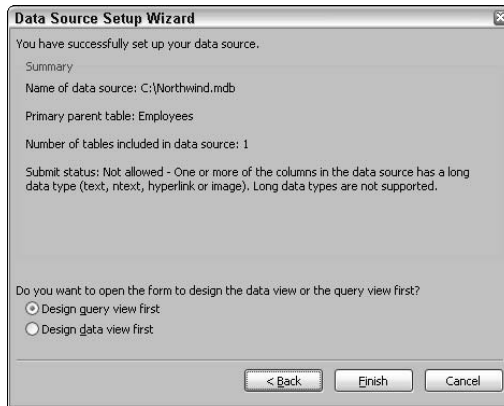 Data Source Setup Wizard
You have successfully set up your data source.
Summary
Name of data source: C:\Northwind.mdb
Primary parent table: Employees
Number of tables included in data source: 1
Submit status: Not allowed - One or more of the columns in the data source has a long
data type (text, ntext, hyperlink or image). Long data types are not supported.
Do you want to open the form to design the data view or the query view first?
Design query view first
Design data view first
< Back
Finish
Cancel